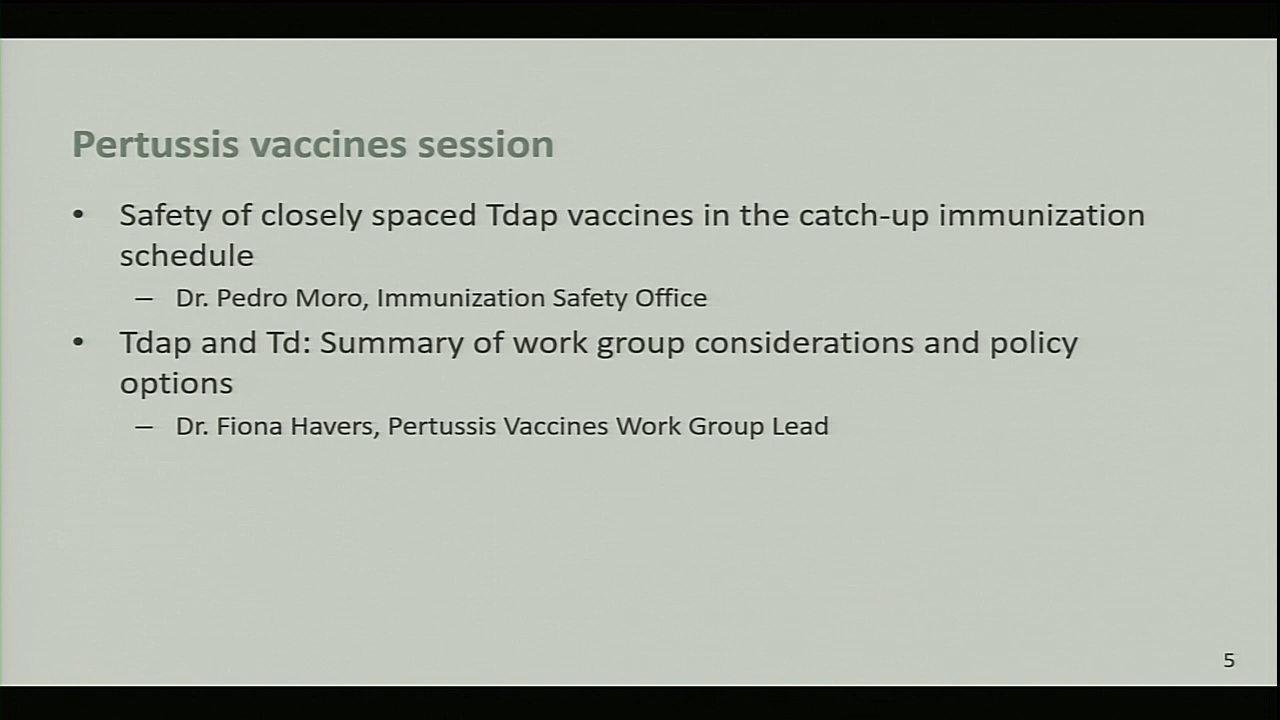 Pertussis vaccines session
• Safety of closely spaced Tdap vaccines in the catch-up immunization
schedule
– Dr. Pedro Moro, Immunization Safety Office
• Tdap and Td: Summary of work group considerations and policy
options
– Dr. Fiona Havers, Pertussis Vaccines Work Group Lead
5